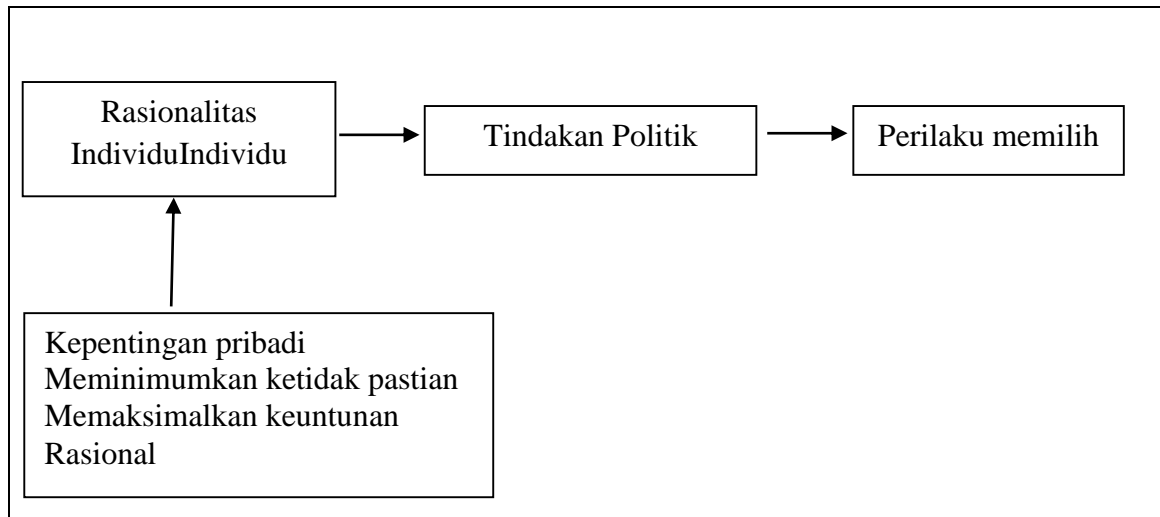 Rasionalitas
IndividuIndividu
Tindakan Politik
Perilaku memilih
Kepentingan pribadi
Meminimumkan ketidak pastian
Memaksimalkan keuntunan
Rasional